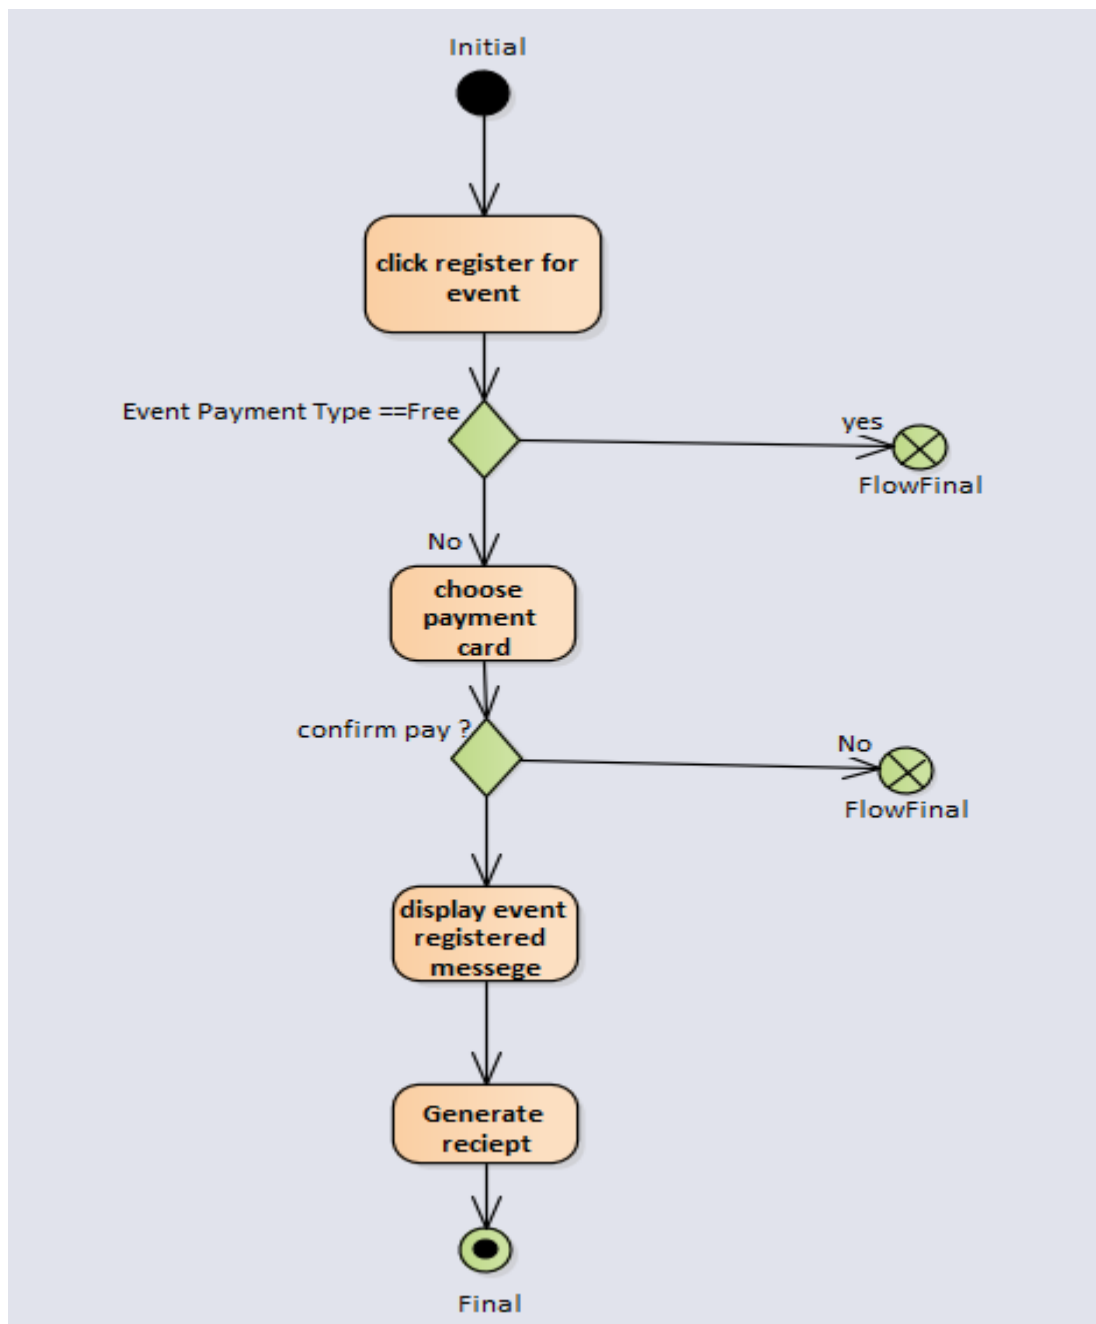 Initial
click register for
event
Event Payment Type ==Free
yes
FlowFinal
No
choose
payment
card
confirm pay ?
No
FlowFinal
display event
registered
messege
Generate
reciept
Final